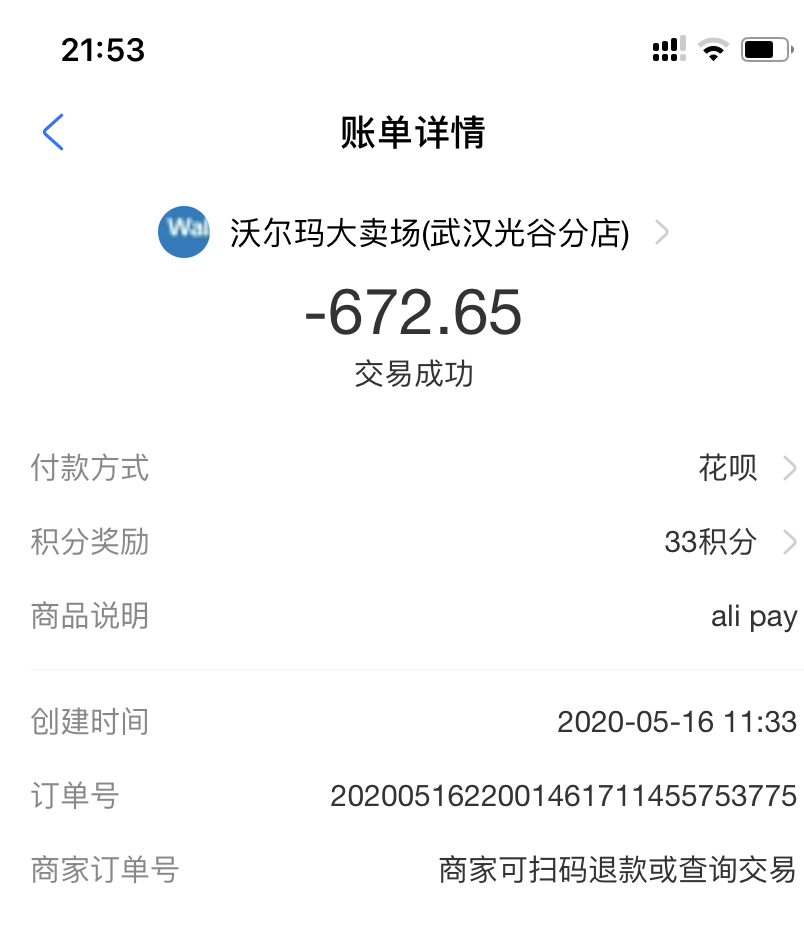 21:53
账单详情
Wal
沃尔玛大卖场(武汉光谷分店)
-672.65
交易成功
付款方式 花呗
积分奖励 33积分
商品说明 ali pay
创建时间 2020-05-16 11:33
订单号 2020051622001461711455753775
商家订单号 商家可扫码退款或查询交易